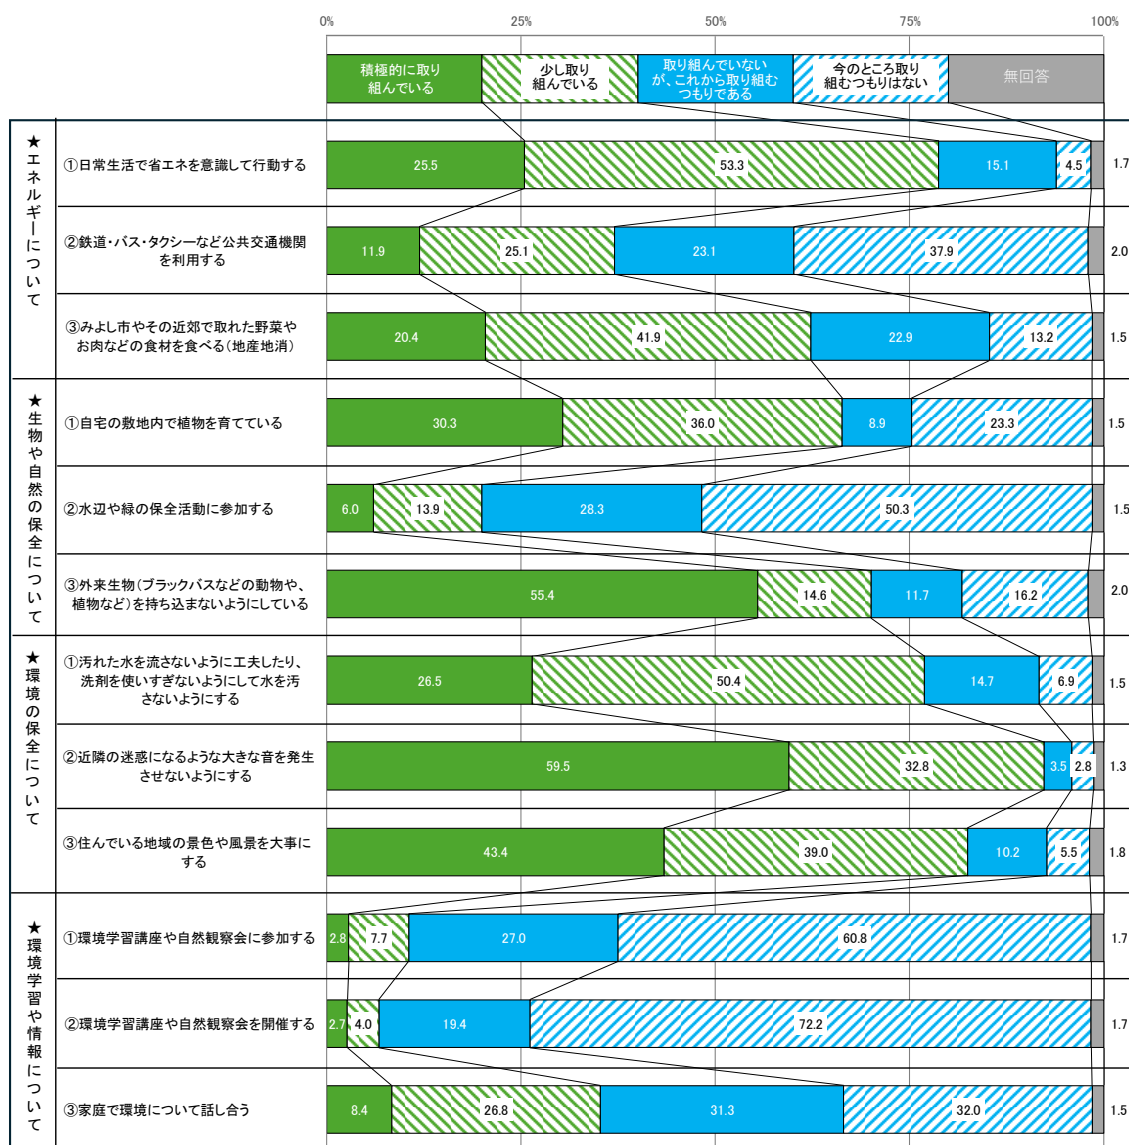 0%
25%
50%
75%
100%
積極的に取り
組んでいる
少し取り
組んでいる
取り組んでいない
が、これから取り組む
つもりである
今のところ取り
組むつもりはない
無回答
★エネルギーについて
①日常生活で省エネを意識して行動する
25.5
53.3
15.1
4.5
1.7
②鉄道・バス・タクシーなど公共交通機関
を利用する
11.9
25.1
23.1
37.9
2.0
③みよし市やその近郊で取れた野菜や
お肉などの食材を食べる(地産地消)
20.4
41.9
22.9
13.2
1.5
★生物や自然の保全について
①自宅の敷地内で植物を育てている
30.3
36.0
8.9
23.3
1.5
②水辺や緑の保全活動に参加する
6.0
13.9
28.3
50.3
1.5
③外来生物(ブラックバスなどの動物や、
植物など)を持ち込まないようにしている
55.4
14.6
11.7
16.2
2.0
★環境の保全について
①汚れた水を流さないように工夫したり、
洗剤を使いすぎないようにして水を汚
さないようにする
26.5
50.4
14.7
6.9
1.5
②近隣の迷惑になるような大きな音を発生
させないようにする
59.5
32.8
3.5
2.8
1.3
③住んでいる地域の景色や風景を大事に
する
43.4
39.0
10.2
5.5
1.8
★環境学習や情報について
①環境学習講座や自然観察会に参加する
2.8
7.7
27.0
60.8
1.7
②環境学習講座や自然観察会を開催する
2.7
4.0
19.4
72.2
1.7
③家庭で環境について話し合う
8.4
26.8
31.3
32.0
1.5